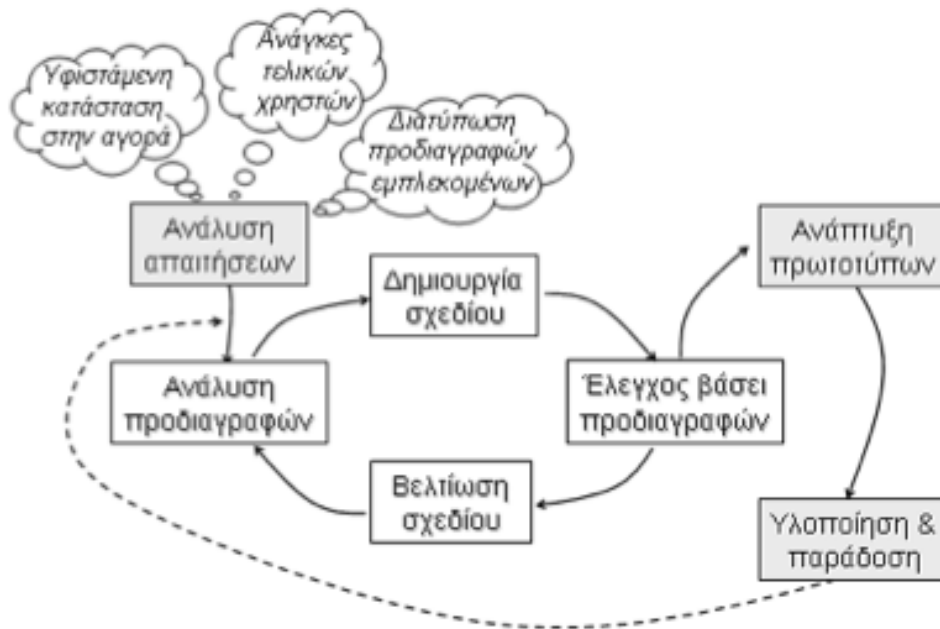 Υφιστάμενη
κατάσταση
στην αγορά
Ανάγκες
τελικών
χρηστών
Διατύπωση
προδιαγραφών
εμπλεκομένων
Ανάλυση
απαιτήσεων
Δημιουργία
σχεδίου
Ανάπτυξη
πρωτοτύπων
Ανάλυση
προδιαγραφών
Έλεγχος βάσει
προδιαγραφών
Βελτίωση
σχεδίου
Υλοποίηση &
παράδοση